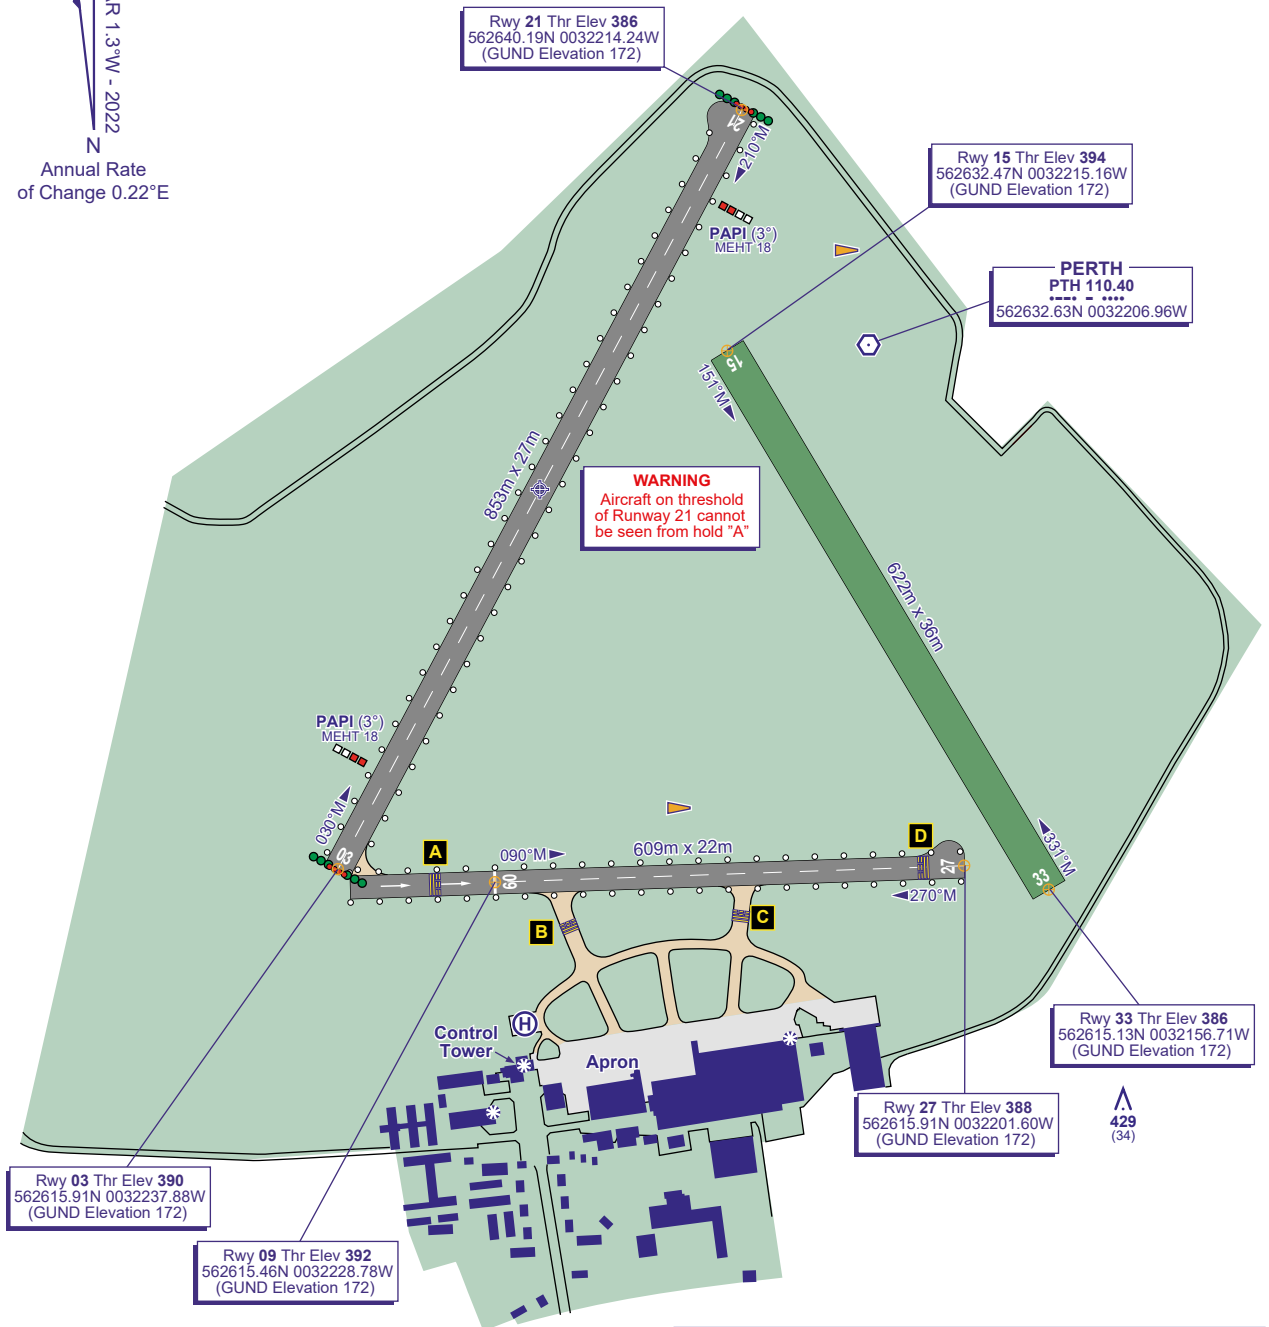 AR 1.3°W - 2022
N
Annual Rate
of Change 0.22°E
Rwy 21 Thr Elev 386
562640.19N 0032214.24W
(GUND Elevation 172)
21
210°M
PAPI (3°)
MEHT 18
Rwy 15 Thr Elev 394
562632.47N 0032215.16W
(GUND Elevation 172)
PERTH
PTH 110.40
562632.63N 0032206.96W
15
151°M
853m x 27m
WARNING
Aircraft on threshold
of Runway 21 cannot
be seen from hold "A"
622m x 36m
PAPI (3°)
MEHT 18
030°M
03
A
090°M
09
609m x 22m
D
27
270°M
331°M
33
B
C
H
Control
Tower
Apron
Rwy 33 Thr Elev 386
562615.13N 0032156.71W
(GUND Elevation 172)
429
(34)
Rwy 27 Thr Elev 388
562615.91N 0032201.60W
(GUND Elevation 172)
Rwy 03 Thr Elev 390
562615.91N 0032237.88W
(GUND Elevation 172)
Rwy 09 Thr Elev 392
562615.46N 0032228.78W
(GUND Elevation 172)